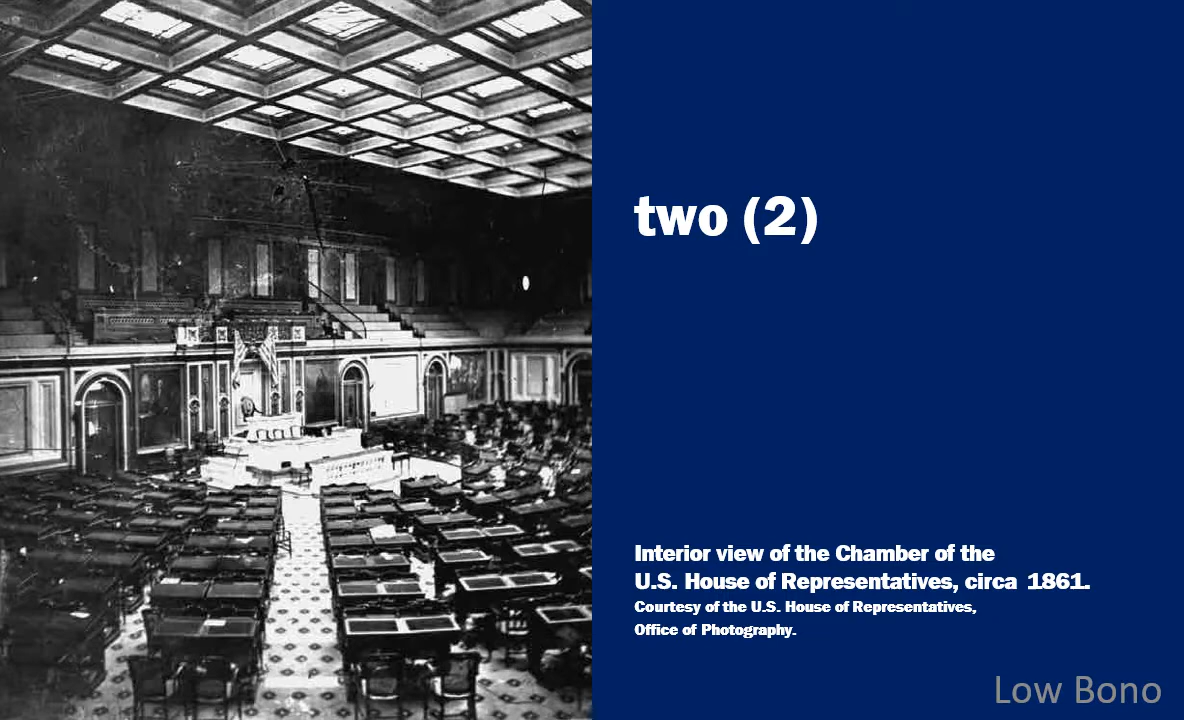 two (2)
Interior view of the Chamber of the
U.S. House of Representatives, circa 1861.
Courtesy of the U.S. House of Representatives,
Office of Photography.
Low Bono